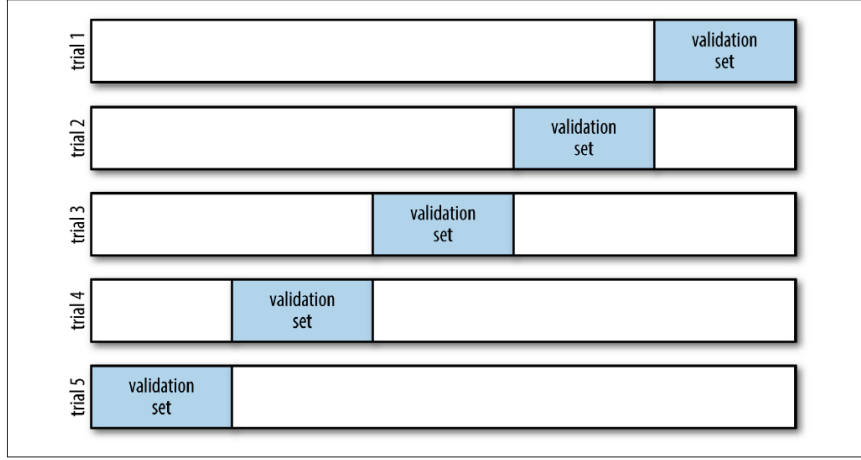 trial 1
validation
set
trial 2
validation
set
trial 3
validation
set
trial 4
validation
set
trial 5
validation
set